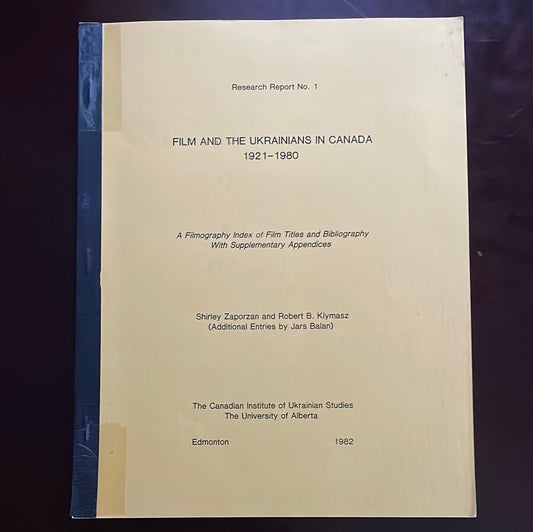 Research Report No. 1
FILM AND THE UKRAINIANS IN CANADA
1921-1980
A Filmography Index of Film Titles and Bibliography
With Supplementary Appendices
Shirley Zaporzan and Robert B. Klymasz
(Additional Entries by Jars Balan)
The Canadian Institute of Ukrainian Studies
The University of Alberta
Edmonton 1982